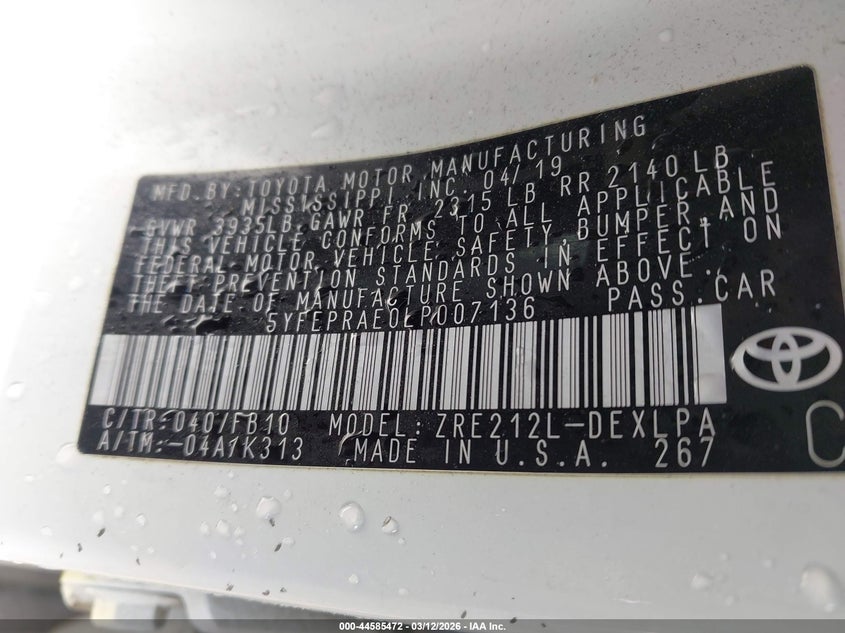 MFD.BY:TOYOTA MOTOR MANUFACTURING
MISSISSIPPI,INC. 04/19
GVWR 3935LB GAWR FR 2315 LB RR 2140LB
THIS VEHICLE CONFORMS TO ALL APPLICABLE
FEDERAL MOTOR VEHICLE SAFETY,BUMPER,AND
THEFT PREVENTION STANDARDS IN EFFECT ON
THE DATE OF MANUFACTURE SHOWN ABOVE.
5YFEPRAE0LP007136 PASS.CAR
C/TR:040/FB10 MODEL:ZRE212L-DEXLPA
A/TM:-04A/K313 MADE IN U.S.A. 267
C
000-44585472 - 03/12/2026 - IAA Inc.